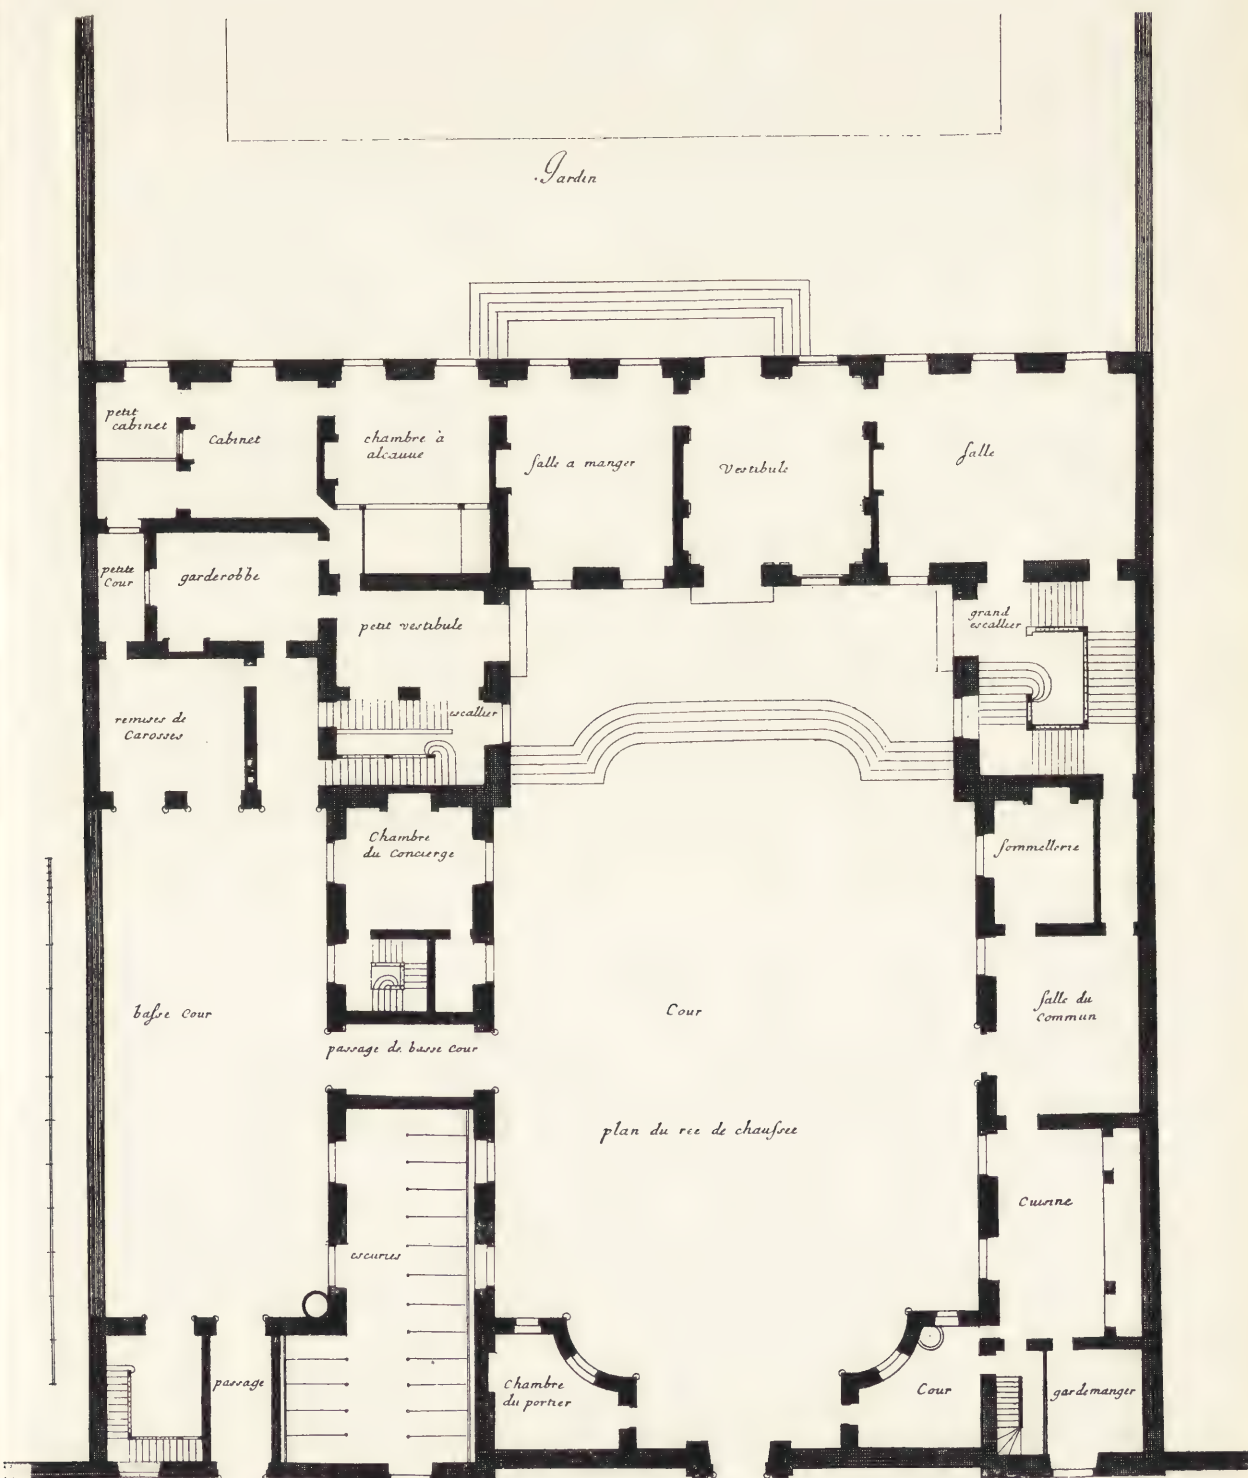 Jardin
petit
cabinet
Cabinet
chambre à
alcauue
salle a manger
Vestibule
salle
petite
Cour
garderobbe
petit vestibule
grand
escallier
remises de
Carosses
escallier
Chambre
du Concierge
sommellerie
basse Cour
Cour
salle du
Commun
passage de basse Cour
plan du ree de chaussee
Cuisine
escuries
passage
Chambre
du portier
Cour
gardemanger